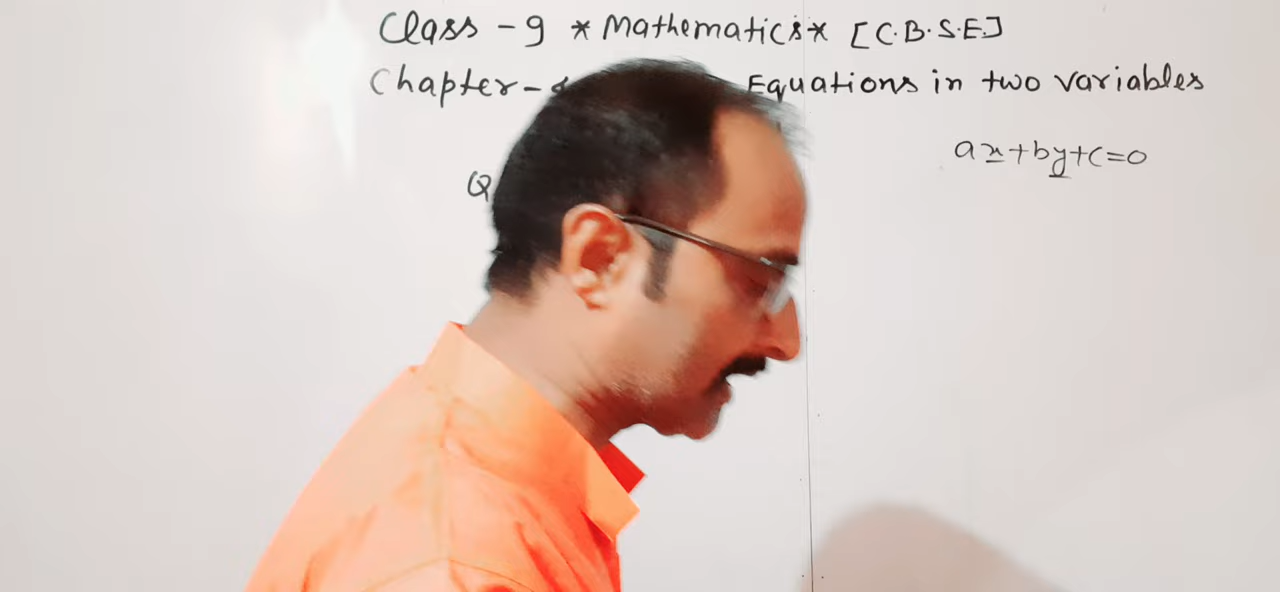 Class - 9 * Mathematics * [C.B.S.E.]
Chapter - Equations in two variables
ax+by+c=0
Q